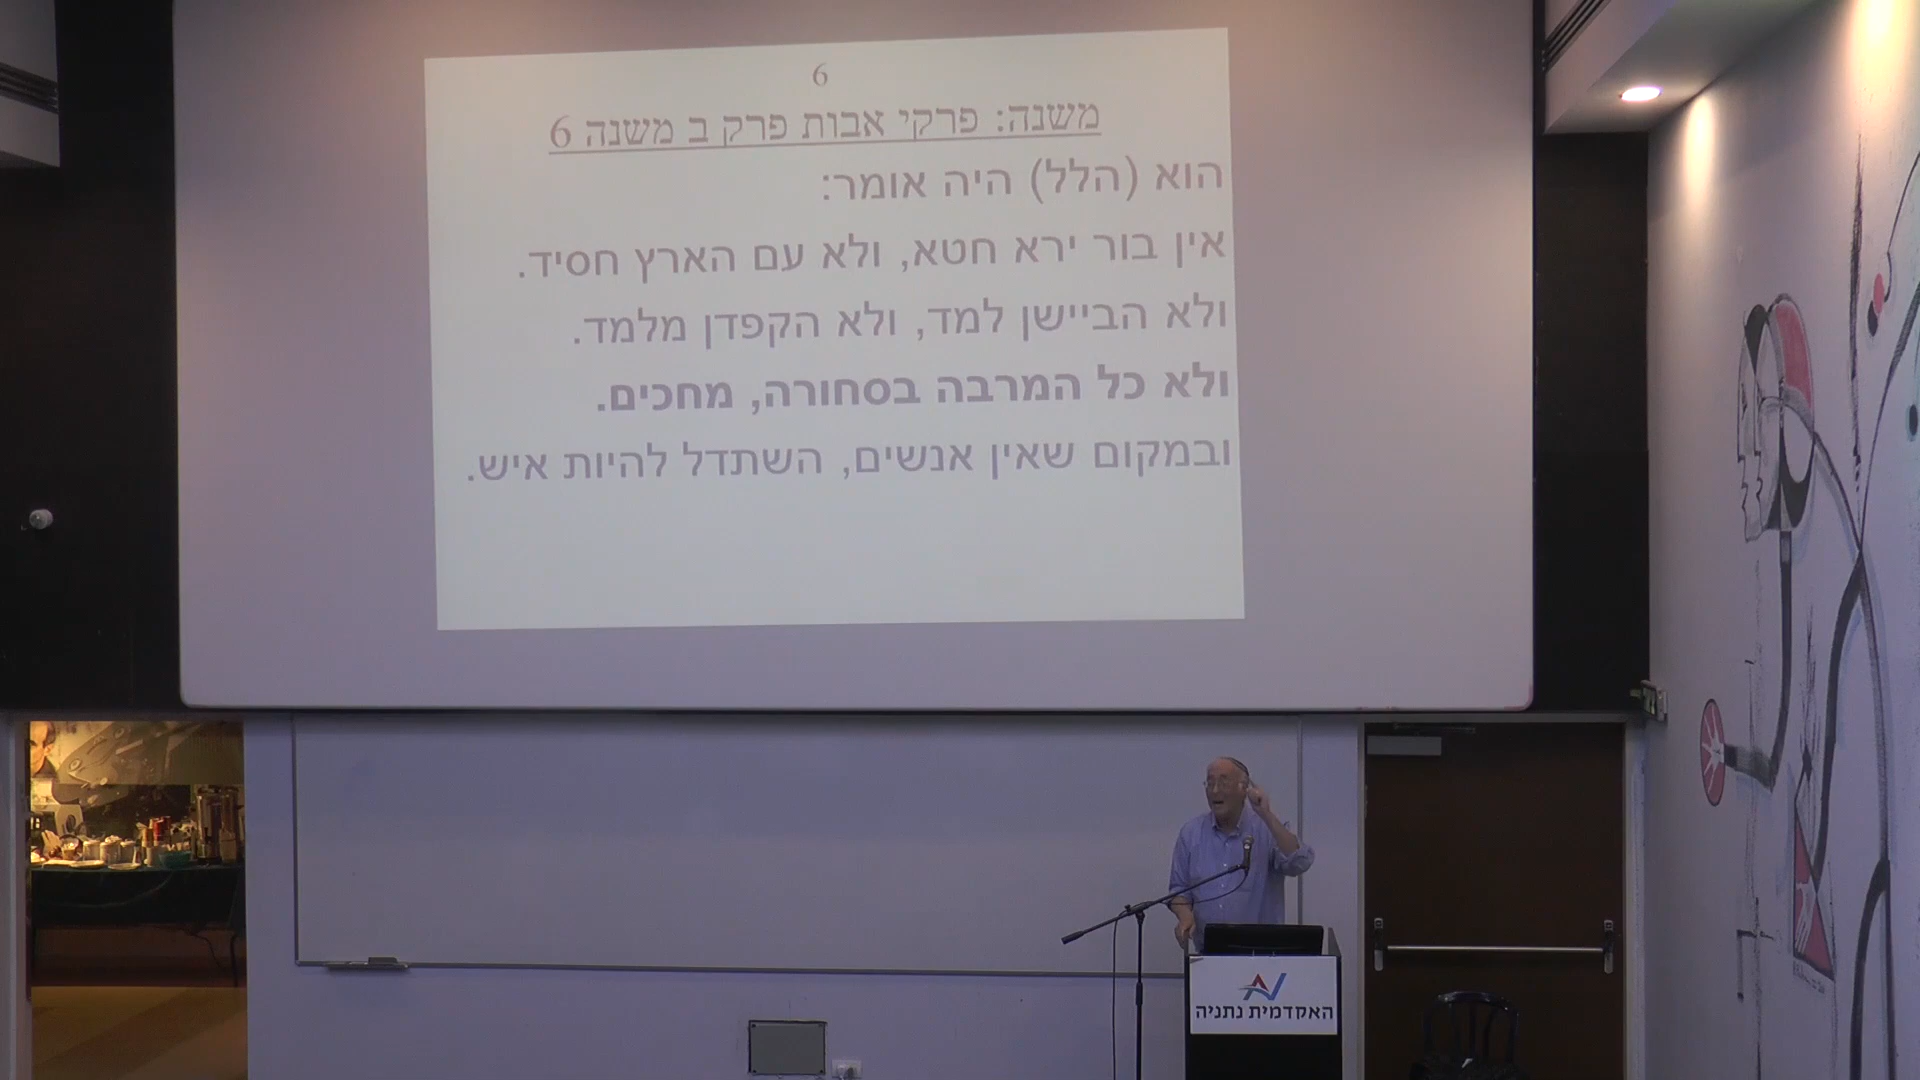 6
משנה: פרקי אבות פרק ב משנה 6
הוא (הלל) היה אומר:
אין בור ירא חטא, ולא עם הארץ חסיד.
ולא הביישן למד, ולא הקפדן מלמד.
ולא כל המרבה בסחורה, מחכים.
ובמקום שאין אנשים, השתדל להיות איש.
האקדמית נתניה